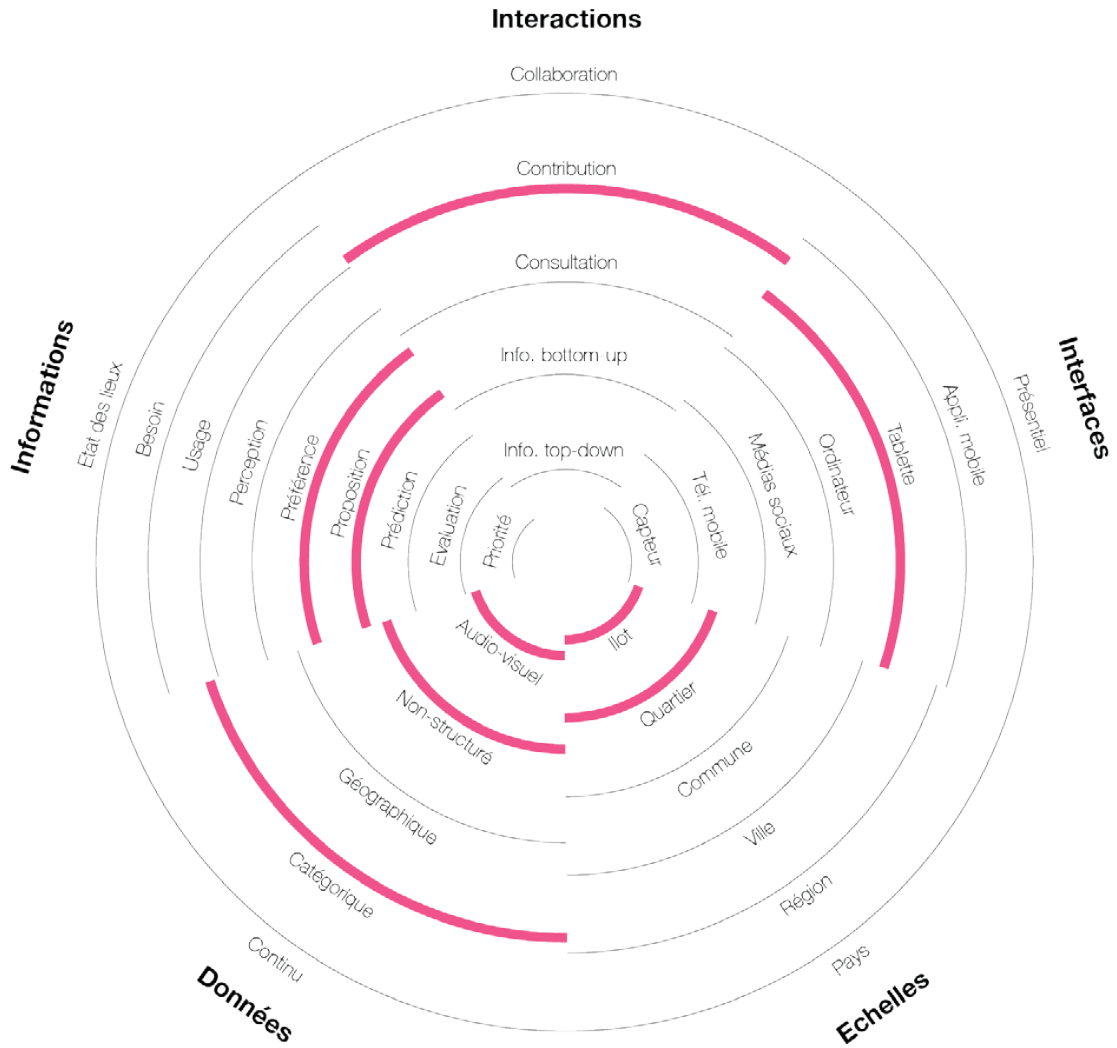 Interactions
Collaboration
Contribution
Consultation
Info. bottom-up
Info. top-down
Interfaces
Présentiel
Appli. mobile
Tablette
Ordinateur
Médias sociaux
Tél. mobile
Capteur
Echelles
Pays
Région
Ville
Commune
Quartier
Ilot
Données
Continu
Catégorique
Géographique
Non-structuré
Audio-visuel
Informations
Etat des lieux
Besoin
Usage
Perception
Préférence
Proposition
Prédiction
Evaluation
Priorité